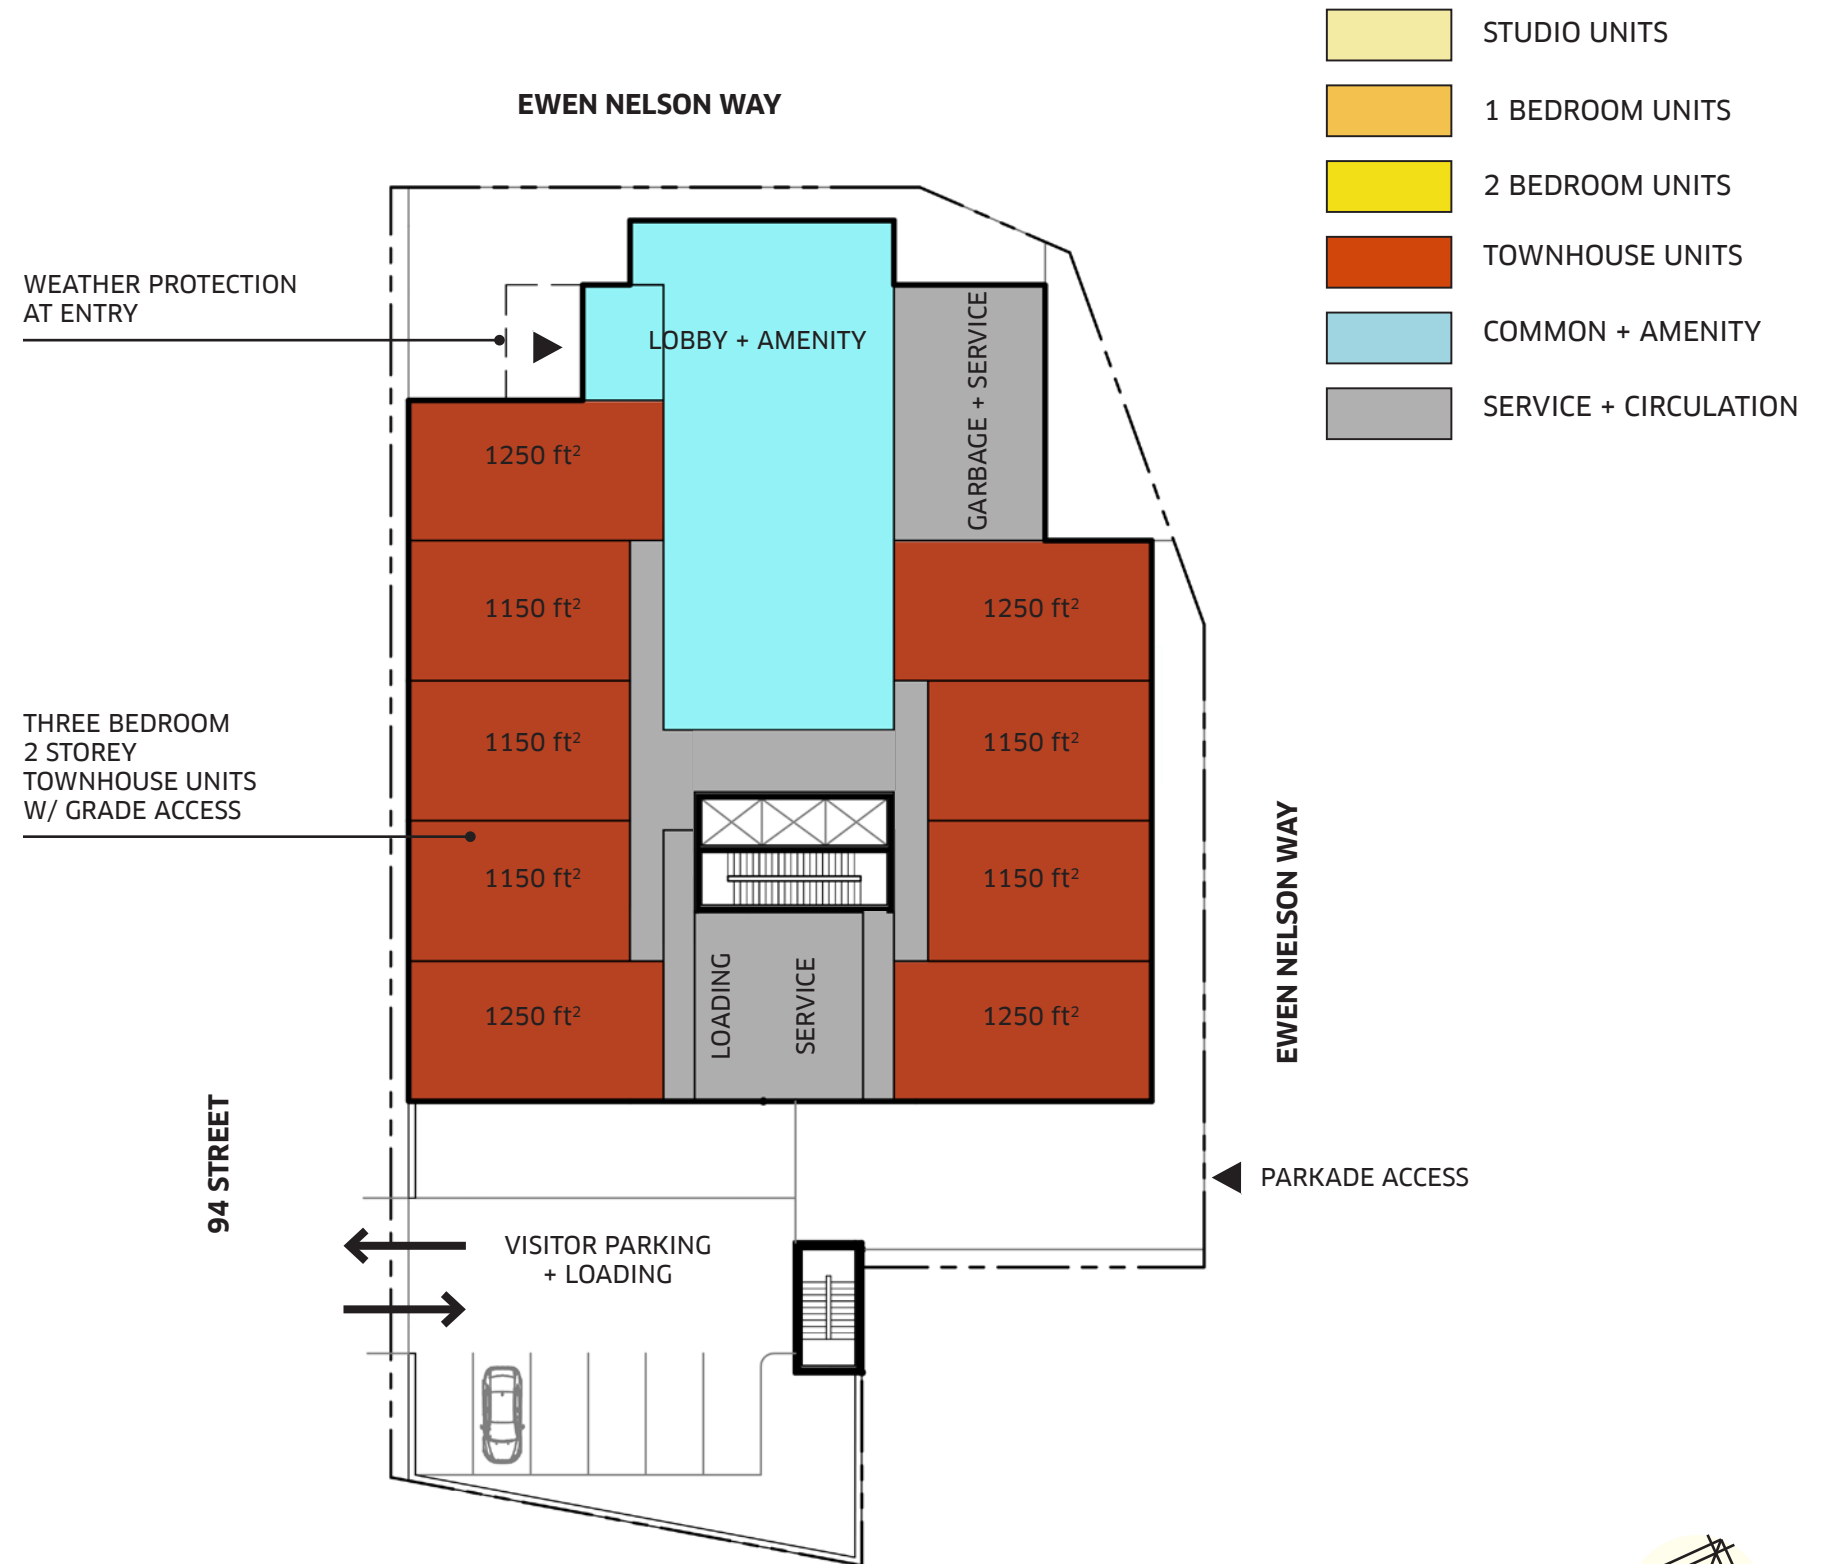 STUDIO UNITS
1 BEDROOM UNITS
2 BEDROOM UNITS
TOWNHOUSE UNITS
COMMON + AMENITY
SERVICE + CIRCULATION
EWEN NELSON WAY
WEATHER PROTECTION
AT ENTRY
LOBBY + AMENITY
GARBAGE + SERVICE
1250 ft²
1150 ft²
1250 ft²
1150 ft²
1150 ft²
THREE BEDROOM
2 STOREY
TOWNHOUSE UNITS
W/ GRADE ACCESS
1150 ft²
1150 ft²
EWEN NELSON WAY
1250 ft²
LOADING
SERVICE
1250 ft²
94 STREET
PARKADE ACCESS
VISITOR PARKING
+ LOADING